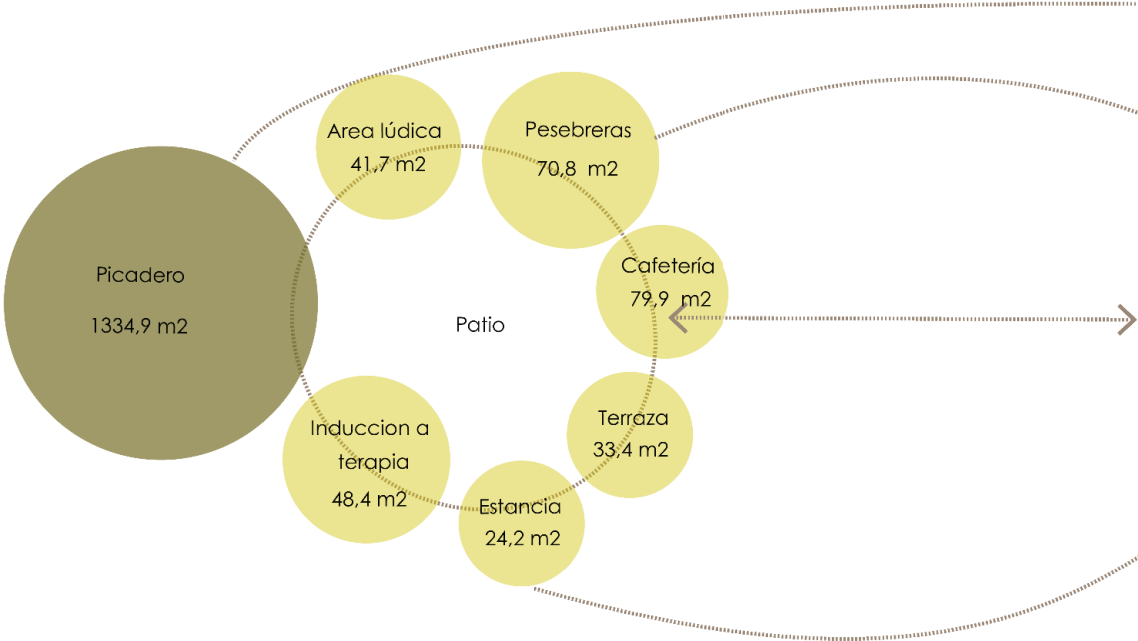 Area lúdica
41,7 m2
Pesebreras
70,8 m2
Picadero
1334,9 m2
Cafetería
79,9 m2
Patio
Terraza
33,4 m2
Induccion a
terapia
48,4 m2
Estancia
24,2 m2